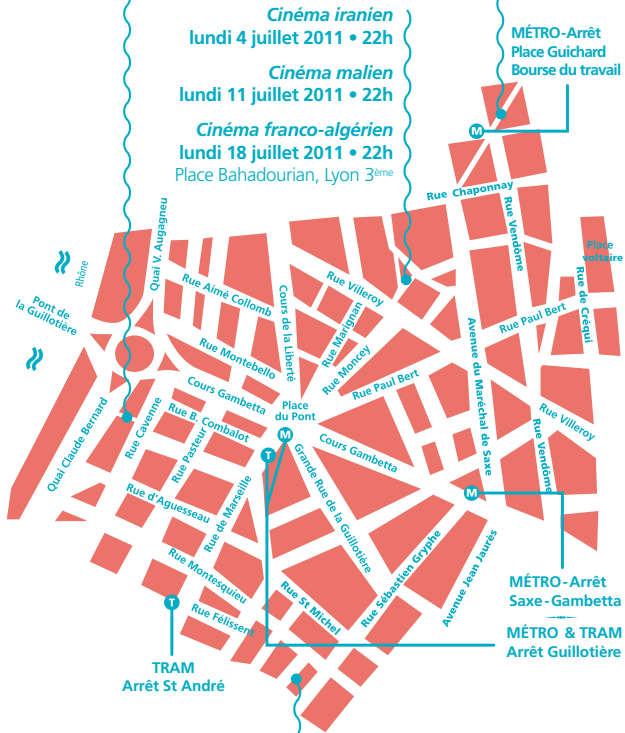 Cinéma iranien
lundi 4 juillet 2011 • 22h
Cinéma malien
lundi 11 juillet 2011 • 22h
Cinéma franco-algérien
lundi 18 juillet 2011 • 22h
Place Bahadourian, Lyon 3ème
MÉTRO-Arrêt
Place Guichard
Bourse du travail
M
Rue Chaponnay
Rue Vendôme
Place
voltaire
Rue de Créqui
Quai V. Augagneu
Rhône
Pont de
la Guillotière
Rue Aimé Collomb
Cours de la Liberté
Rue Villeroy
Rue Marignan
Rue Moncey
Rue Paul Bert
Avenue du Maréchal de Saxe
Rue Paul Bert
Rue Montebello
Cours Gambetta
Place
du Pont
M
T
Cours Gambetta
Rue Villeroy
Rue Vendôme
Quai Claude Bernard
Rue Cavenne
Rue B. Combalot
Rue Pasteur
Rue d'Aguesseau
Rue de Marseille
Grande Rue de la Guillotière
M
Rue Montesquieu
Rue Félissent
Rue St Michel
Rue Sébastien Gryphe
Avenue Jean Jaurès
T
MÉTRO-Arrêt
Saxe-Gambetta
MÉTRO & TRAM
Arrêt Guillotière
TRAM
Arrêt St André